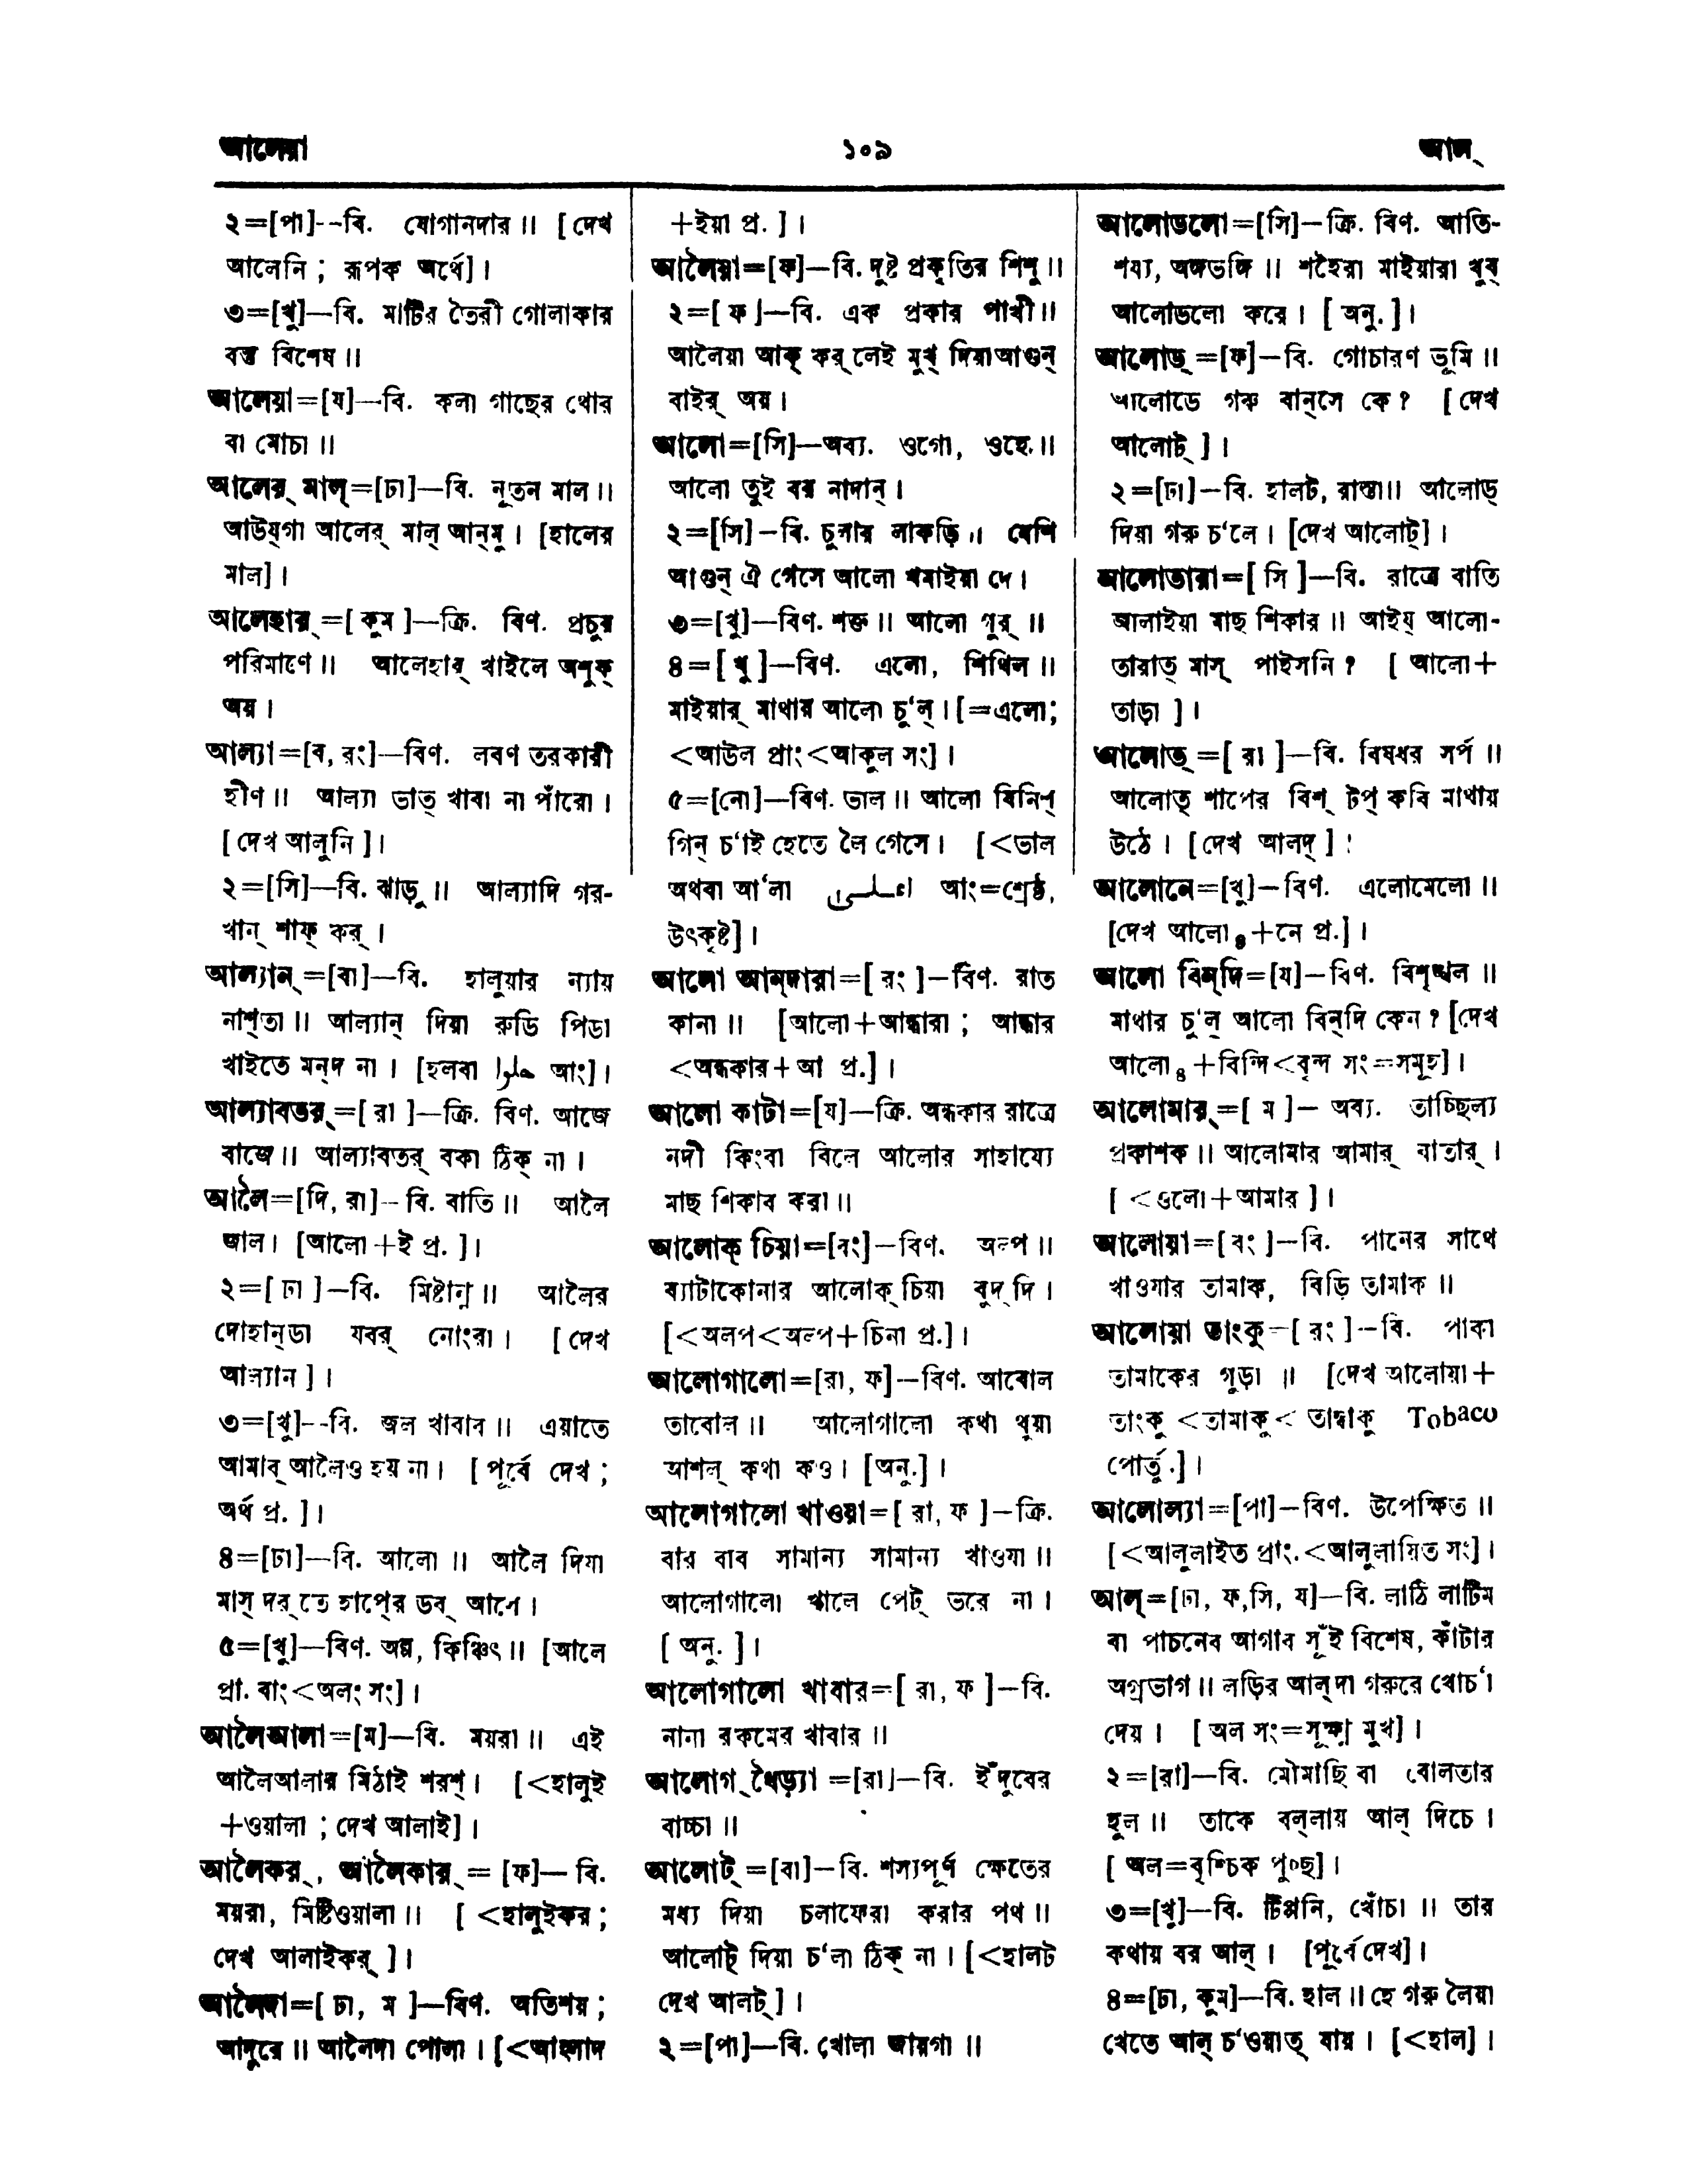 আলেয়া
১০৯
আল্
২=[পা]--বি. যোগানদার॥ [দেখ
আলেনি ; রূপক অর্থে]।
৩=[খু]—বি. মাটির তৈরী গোলাকার
বস্তু বিশেষ॥
আলেয়া=[য]—বি. কলা গাছের থোর
বা মোচা॥
আলের্ মাল্=[ঢা]—বি. নূতন মাল॥
আউয্‌গা আলের্ মাল্ আন্‌মু। [হালের
মাল]।
আলেহার্=[ কুম ]—ক্রি. বিণ. প্রচুর
পরিমাণে॥ আলেহার্ খাইলে অশুক্
অয়।
আল্যা=[ব, রং]—বিণ. লবণ তরকারী
হীণ॥ আল্যা ভাত্ খাবা না পাঁরো।
[ দেখ আলুনি ]।
২=[সি]—বি. ঝাড়ু॥ আল্যাদি গর-
খান্ শাফ্ কর্।
আল্যান্=[বা]—বি. হালুয়ার ন্যায়
নাশ্‌তা॥ আল্যান্ দিয়া রুডি পিডা
খাইতে মন্‌দ না। [হলবা حلوا আং]।
আল্যাবতর্=[ রা ]—ক্রি. বিণ. আজে
বাজে॥ আল্যাবতর্ বকা ঠিক্ না।
আলৈ=[দি, রা]-- বি. বাতি॥ আলৈ
জাল। [আলো+ই প্র. ]।
২=[ ঢা ]—বি. মিষ্টান্ন॥ আলৈর
দোহান্‌ডা যবর্ নোংরা। [ দেখ
আল্যান ]।
৩=[খু]--বি. জল খাবার॥ এয়াতে
আমার্ আলৈও হয় না। [ পূর্বে দেখ ;
অর্থ প্র. ]।
৪=[ঢা]—বি. আলো॥ আলৈ দিয়া
মাস্ দর্‌তে হাপের ডব্ আছে।
৫=[খু]—বিণ. অল্প, কিঞ্চিৎ॥ [আলে
প্রা. বাং<অলং সং]।
আলৈআলা=[ম]—বি. ময়রা॥ এই
আলৈআলার মিঠাই শরশ্। [<হালুই
+ওয়ালা ; দেখ আলাই]।
আলৈকর্, আলৈকার্=[ফ]— বি.
ময়রা, মিষ্টিওয়ালা॥ [ <হালুইকর ;
দেখ আলাইকর্ ]।
আলৈদা=[ ঢা, ম ]—বিণ. অতিশয় ;
আদুরে॥ আলৈদা পোলা। [<আহ্লাদ
+ইয়া প্র. ]।
আলৈয়া=[ফ]—বি. দুষ্ট প্রকৃতির শিশু॥
২=[ ফ ]—বি. এক প্রকার পাখী॥
আলৈয়া আক্ কর্‌লেই মুখ্ দিয়া আগুন্
বাইর্ অয়।
আলো=[সি]—অব্য. ওগো, ওহে॥
আলো তুই বর নাদান্।
২=[সি]—বি. চুলার লাকড়ি॥ বেশি
আগুন্ ঐ গেসে আলো খমাইয়া দে।
৩=[খু]—বিণ. শক্ত॥ আলো গুর্॥
৪=[ খু ]—বিণ. এলো, শিথিল॥
মাইয়ার্ মাথায় আলো চু'ল্। [=এলো;
<আউল প্রাং<আকুল সং]।
৫=[নো]—বিণ. ভাল॥ আলো যিনিশ্
গিন্ চ'াই হেতে লৈ গেসে। [<ভাল
অথবা আ'লা اعلى আং=শ্রেষ্ঠ,
উৎকৃষ্ট]।
আলো আন্‌দারা=[ রং ]—বিণ. রাত
কানা॥ [আলো+আন্ধারা ; আন্ধার
<অন্ধকার+আ প্র.]।
আলো কাটা=[য]—ক্রি. অন্ধকার রাত্রে
নদী কিংবা বিলে আলোর সাহায্যে
মাছ শিকার করা॥
আলোক্ চিয়া=[রং]—বিণ. অল্প॥
ব্যাটাকোনার আলোক্ চিয়া বুদ্‌দি।
[<অলপ<অল্প+চিনা প্র.]।
আলোগালো=[রা, ফ]—বিণ. আবোল
তাবোল॥ আলোগালো কথা থুয়া
আশল্ কথা কও। [অনু.]।
আলোগালো খাওয়া=[ রা, ফ ]—ক্রি.
বার বার সামান্য সামান্য খাওয়া॥
আলোগালো খালে পেট্ ভরে না।
[ অনু. ]।
আলোগালো খাবার=[ রা, ফ ]—বি.
নানা রকমের খাবার॥
আলোগ্ ধৈড়্যা =[রা]—বি. ইঁদুরের
বাচ্চা॥
আলোট্=[বা]—বি. শস্যপূর্ণ ক্ষেতের
মধ্য দিয়া চলাফেরা করার পথ॥
আলোট্ দিয়া চ'লা ঠিক্ না। [<হালট
দেখ আলট্]।
২=[পা]—বি. খোলা জায়গা॥
আলোডলো=[সি]—ক্রি. বিণ. আতি-
শয্য, অঙ্গভঙ্গি॥ শহৈরা মাইয়ারা খুব্
আলোডলো করে। [ অনু. ]।
আলোড্=[ফ]—বি. গোচারণ ভূমি॥
আলোডে গরু বান্‌সে কে? [ দেখ
আলোট্ ]।
২=[ঢা]—বি. হালট, রাস্তা॥ আলোড্
দিয়া গরু চ'লে। [দেখ আলোট্]।
আলোতারা=[ সি ]—বি. রাত্রে বাতি
জালাইয়া মাছ শিকার॥ আইয্ আলো-
তারাত্ মাস্ পাইসনি? [ আলো+
তাড়া ]।
আলোত্=[ রা ]—বি. বিষধর সর্প॥
আলোত্ শাপের বিশ্ টপ্ করি মাথায়
উঠে। [ দেখ আলদ্ ]।
আলোনে=[খু]—বিণ. এলোমেলো॥
[দেখ আলো৪+নে প্র.]।
আলো বিন্‌দি=[য]—বিণ. বিশৃঙ্খল॥
মাথার চু'ল্ আলো বিন্‌দি কেন? [দেখ
আলো৪+বিন্দি<বৃন্দ সং=সমূহ]।
আলোমার্=[ ম ]— অব্য. তাচ্ছিল্য
প্রকাশক॥ আলোমার আমার্ বাতার্।
[ <ওলো+আমার ]।
আলোয়া=[ রং ]—বি. পানের সাথে
খাওয়ার তামাক, বিড়ি তামাক॥
আলোয়া তাংকু=[ রং ]—বি. পাকা
তামাকের গুড়া॥ [দেখ আলোয়া+
তাংকু<তামাকু< তাম্বাকু Tobaco
পোর্তু.]।
আলোল্যা=[পা]—বিণ. উপেক্ষিত॥
[<আলুলাইত প্রাং.<আলুলায়িত সং]।
আল্=[ঢা, ফ,সি, য]—বি. লাঠি লাটিম
বা পাচনের আগার সূঁই বিশেষ, কাঁটার
অগ্রভাগ॥ লড়ির আল্ দা গরুরে খোচ'া
দেয়। [ অল সং=সূক্ষ্ম মুখ]।
২=[রা]—বি. মৌমাছি বা বোলতার
হুল॥ তাকে বল্‌লায় আল্ দিচে।
[ অল=বৃশ্চিক পুচ্ছ]।
৩=[খু]—বি. টিপ্পনি, খোঁচা॥ তার
কথায় বর আল্। [পূর্বে দেখ]।
৪=[ঢা, কুম]—বি. হাল॥ হে গরু লৈয়া
খেতে আল্ চ'ওয়াত্ যায়। [<হাল]।